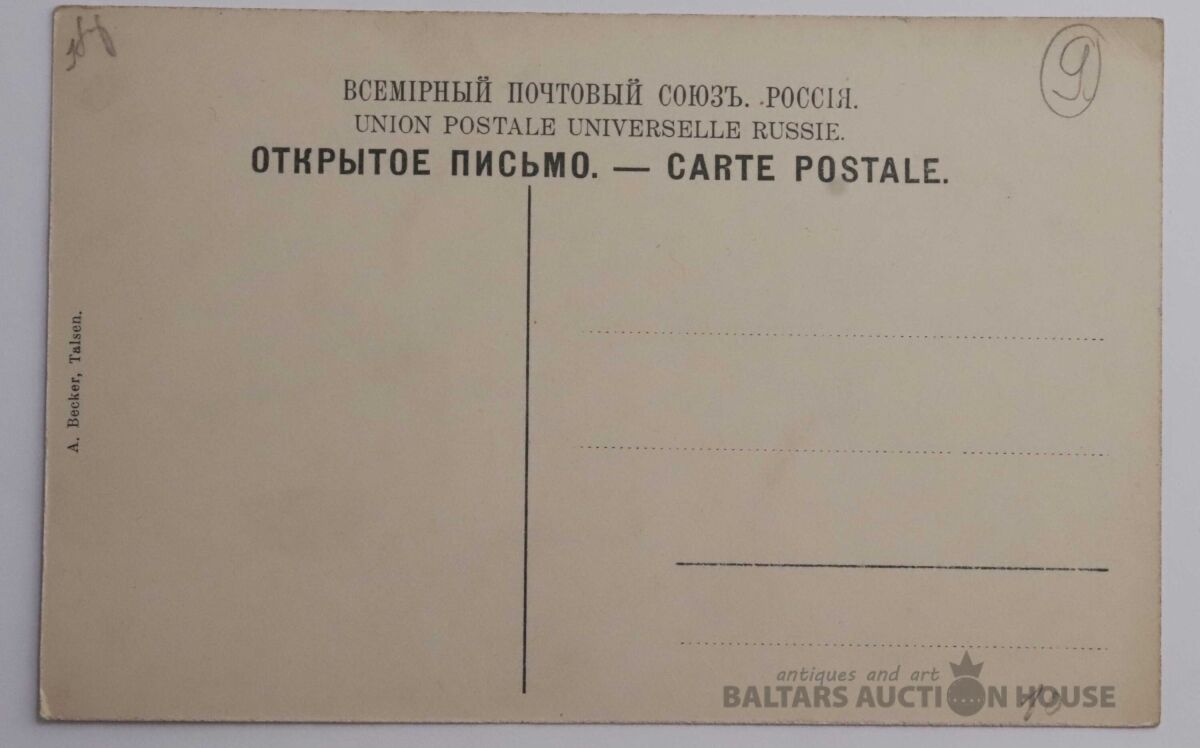 9
ВСЕМІРНЫЙ ПОЧТОВЫЙ СОЮЗЪ. РОССІЯ.
UNION POSTALE UNIVERSELLE RUSSIE.
ОТКРЫТОЕ ПИСЬМО. — CARTE POSTALE.
A. Becker, Talsen.
antiques and art
BALTARS AUCTION HOUSE